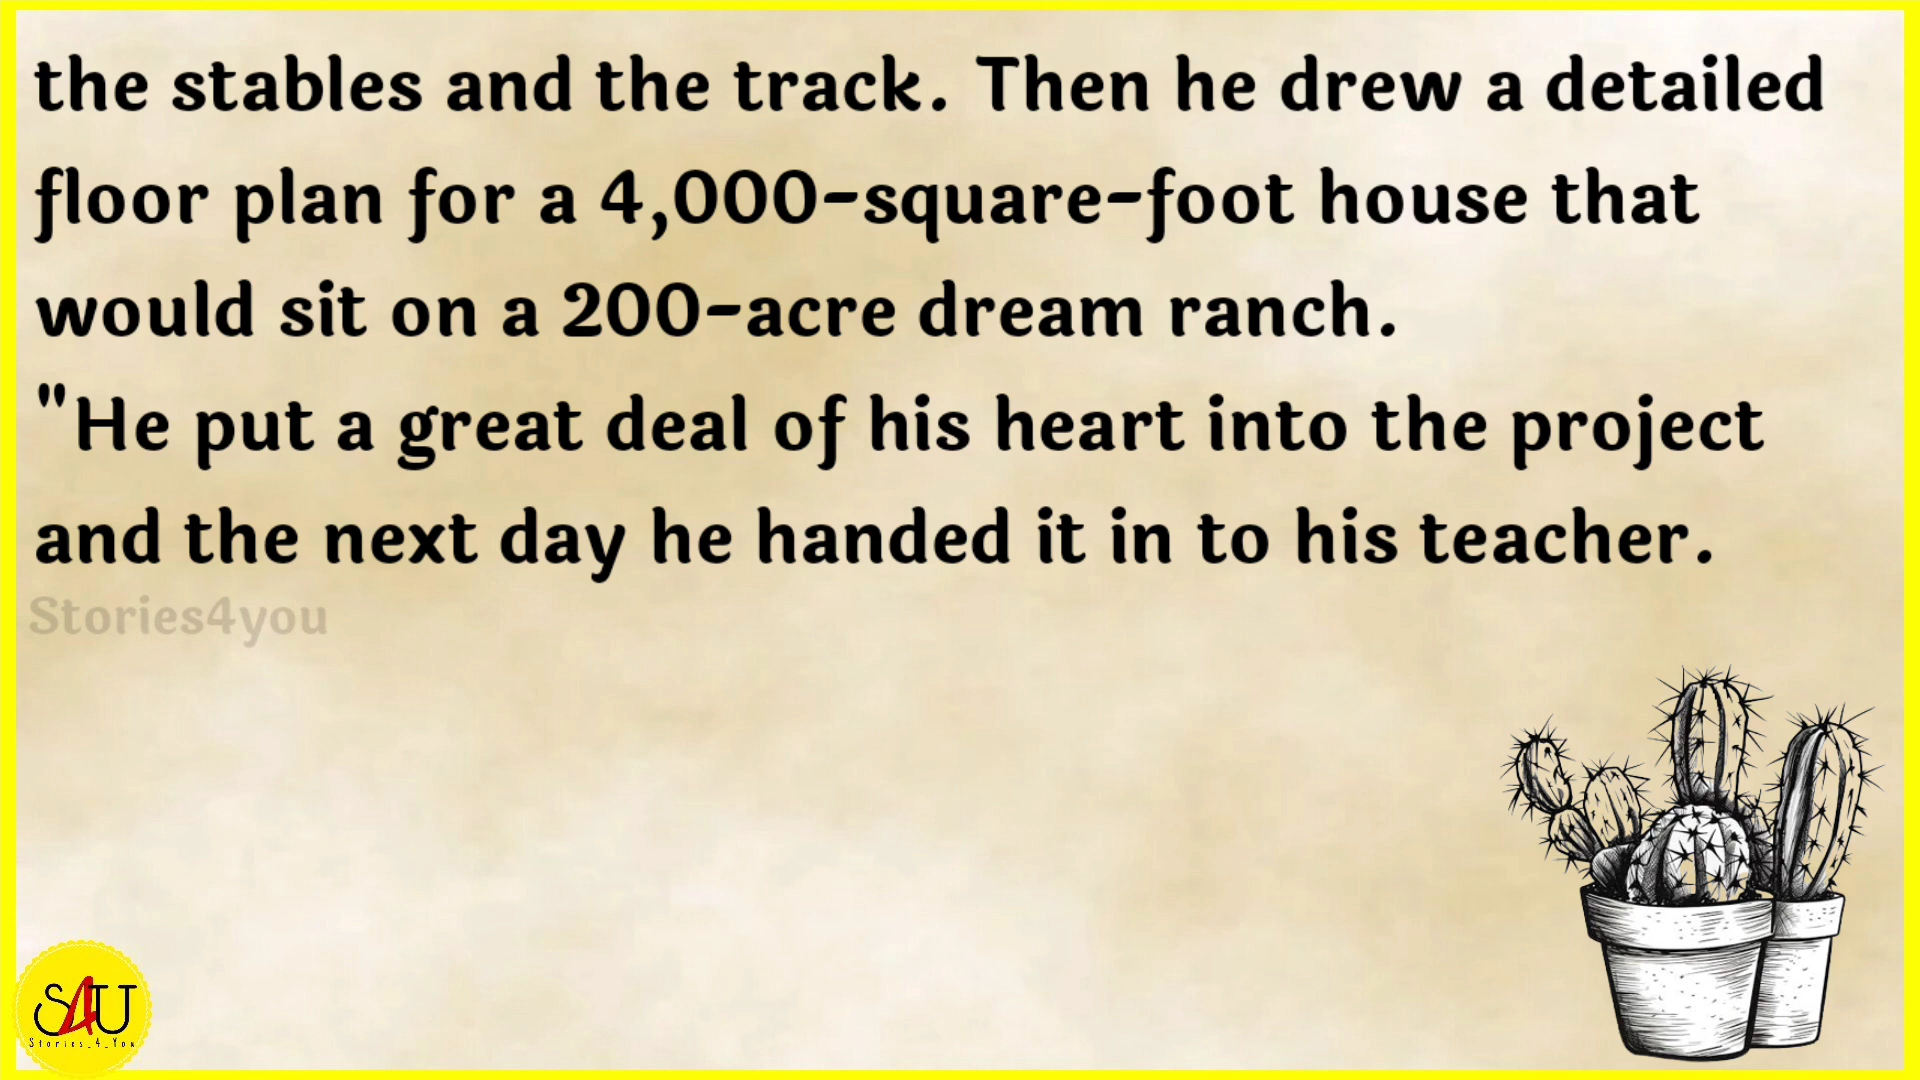 the stables and the track. Then he drew a detailed
floor plan for a 4,000-square-foot house that
would sit on a 200-acre dream ranch.
"He put a great deal of his heart into the project
and the next day he handed it in to his teacher.
Stories4you
S4U
Stories_4_You